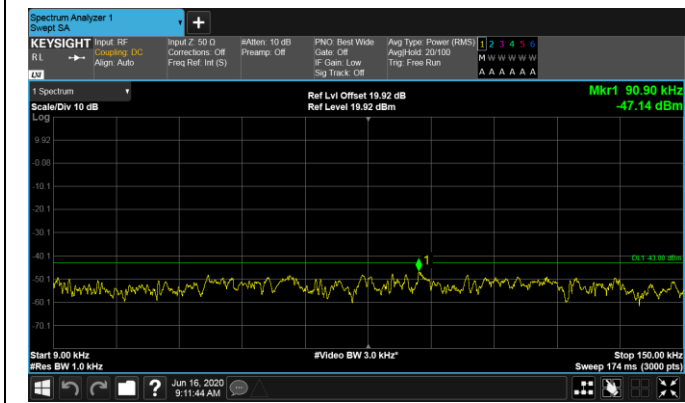 Spectrum Analyzer 1
Swept SA
+
KEYSIGHT
RL
LXI
Input: RF
Coupling: DC
Align: Auto
Input Z: 50 Ω
Corrections: Off
Freq Ref: Int (S)
#Atten: 10 dB
Preamp: Off
PNO: Best Wide
Gate: Off
IF Gain: Low
Sig Track: Off
Avg Type: Power (RMS)
Avg|Hold: 20/100
Trig: Free Run
1 2 3 4 5 6
M W W W W W
A A A A A A
1 Spectrum
Scale/Div 10 dB
Log
Ref Lvl Offset 19.92 dB
Ref Level 19.92 dBm
Mkr1 90.90 kHz
-47.14 dBm
9.92
-0.08
-10.1
-20.1
-30.1
-40.1
-50.1
-60.1
-70.1
1
DL1 -43.00 dBm
Start 9.00 kHz
#Res BW 1.0 kHz
#Video BW 3.0 kHz*
Stop 150.00 kHz
Sweep 174 ms (3000 pts)
?
Jun 16, 2020
9:11:44 AM